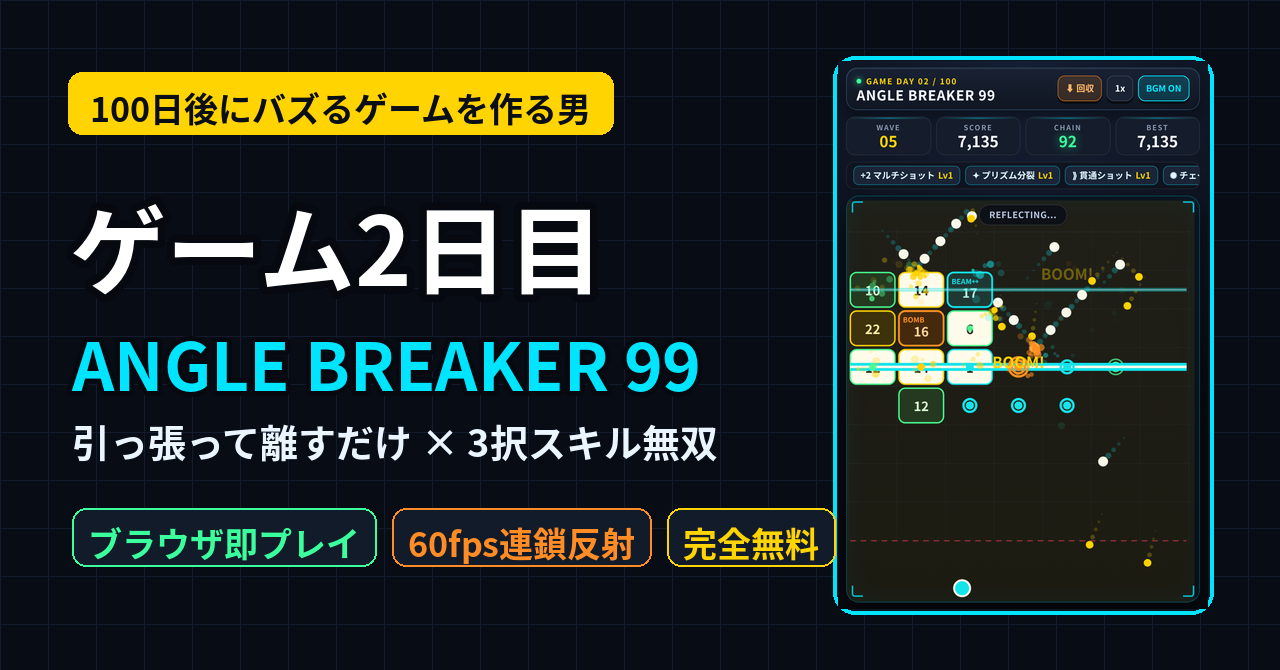 100日後にバズるゲームを作る男
ゲーム2日目
ANGLE BREAKER 99
引っ張って離すだけ × 3択スキル無双
ブラウザ即プレイ
60fps連鎖反射
完全無料
GAME DAY 02 / 100
ANGLE BREAKER 99
⬇ 回収
1x
BGM ON
WAVE
05
SCORE
7,135
CHAIN
92
BEST
7,135
+2 マルチショット Lv1
✦ プリズム分裂 Lv1
⟫ 貫通ショット Lv1
チェ
REFLECTING...
BOOM!
10
14
BEAM++
17
22
BOMB
16
6
BOOM!
12